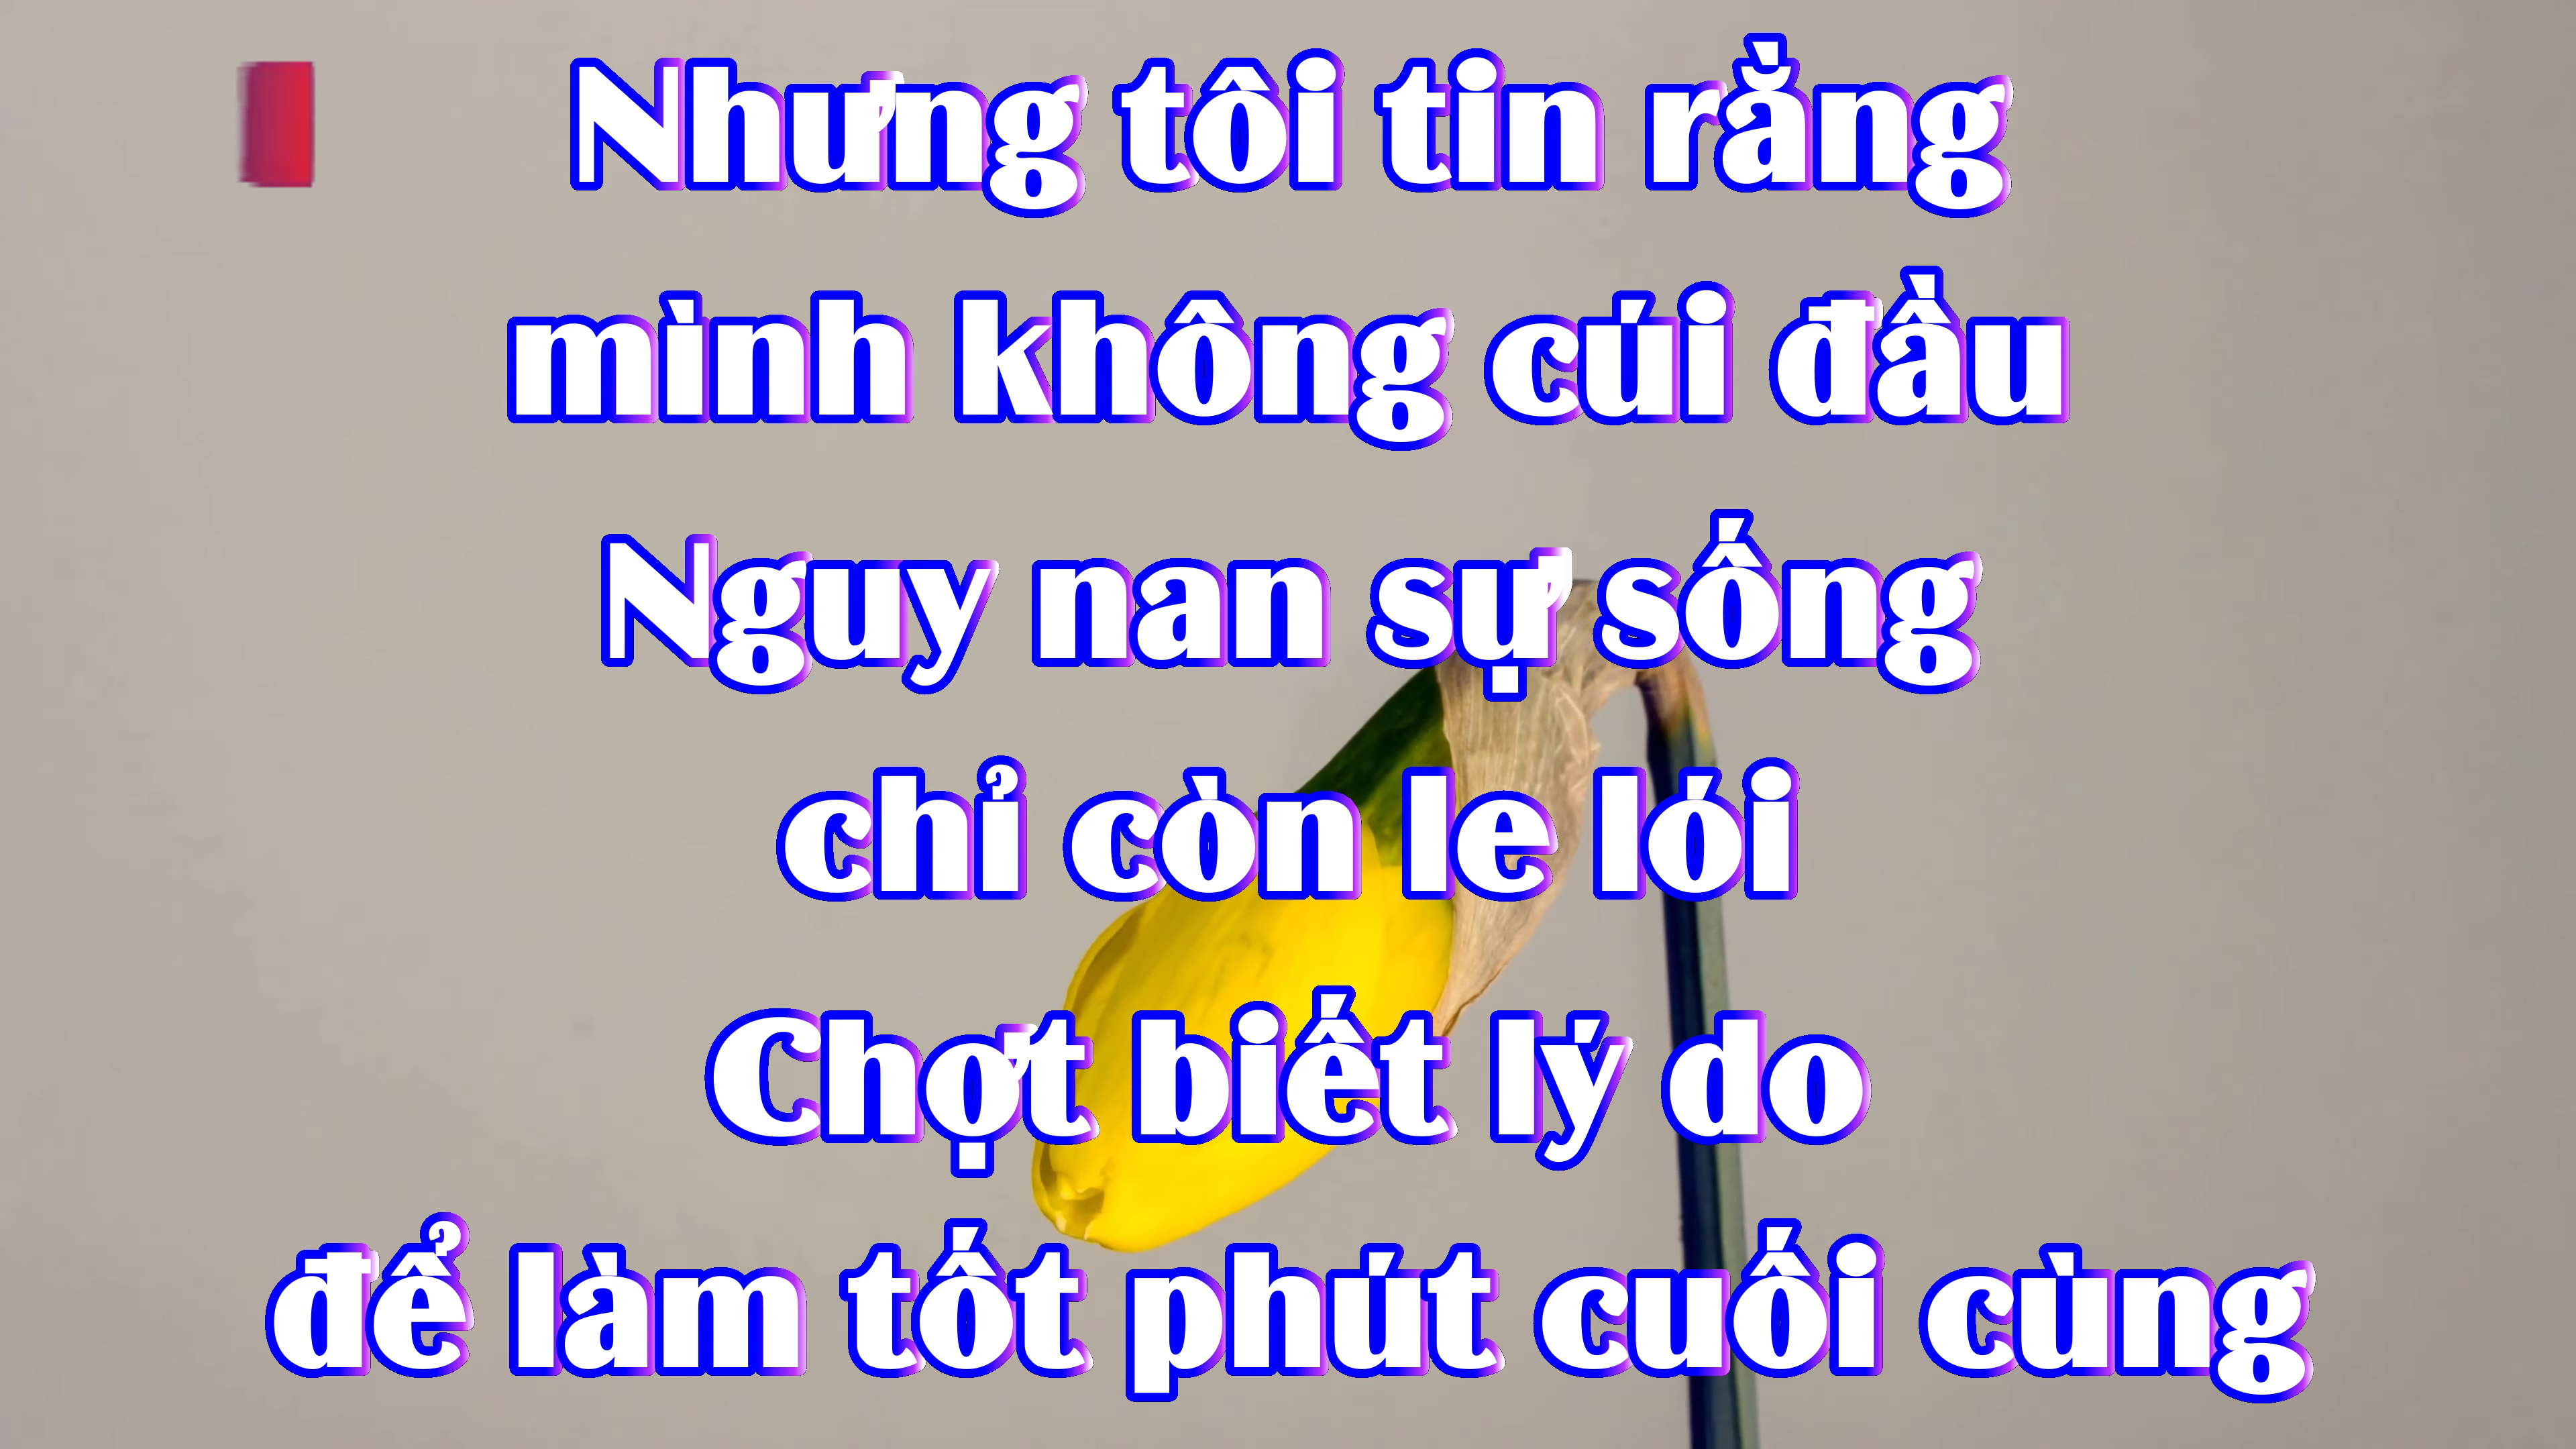 Nhưng tôi tin rằng
mình không cúi đầu
Nguy nan sự sống
chỉ còn le lói
Chợt biết lý do
để làm tốt phút cuối cùng